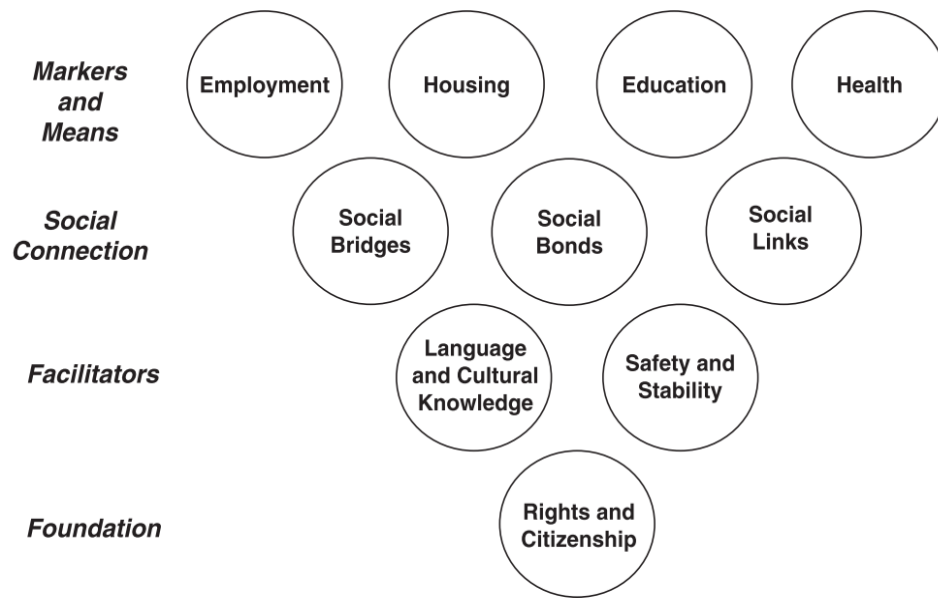 Markers
and
Means
Employment
Housing
Education
Health
Social
Connection
Social
Bridges
Social
Bonds
Social
Links
Facilitators
Language
and Cultural
Knowledge
Safety and
Stability
Foundation
Rights and
Citizenship